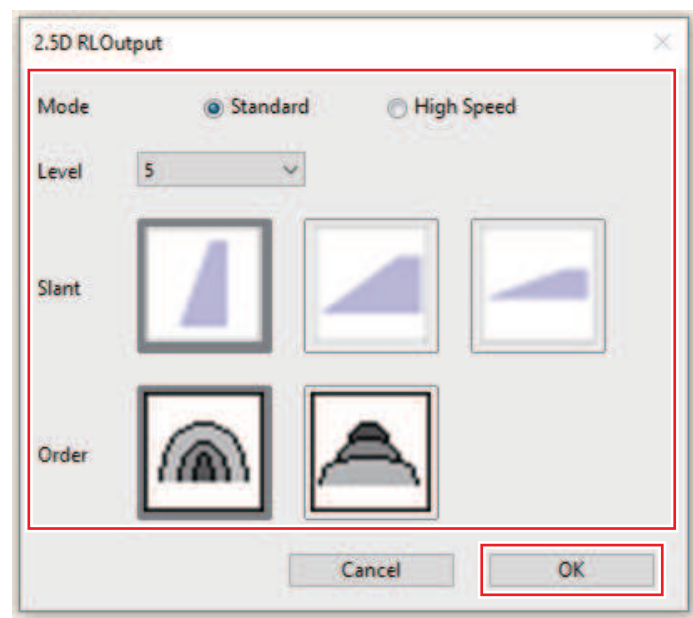 2.5D RLOutput
Mode Standard High Speed
Level 5
Slant
Order
Cancel OK